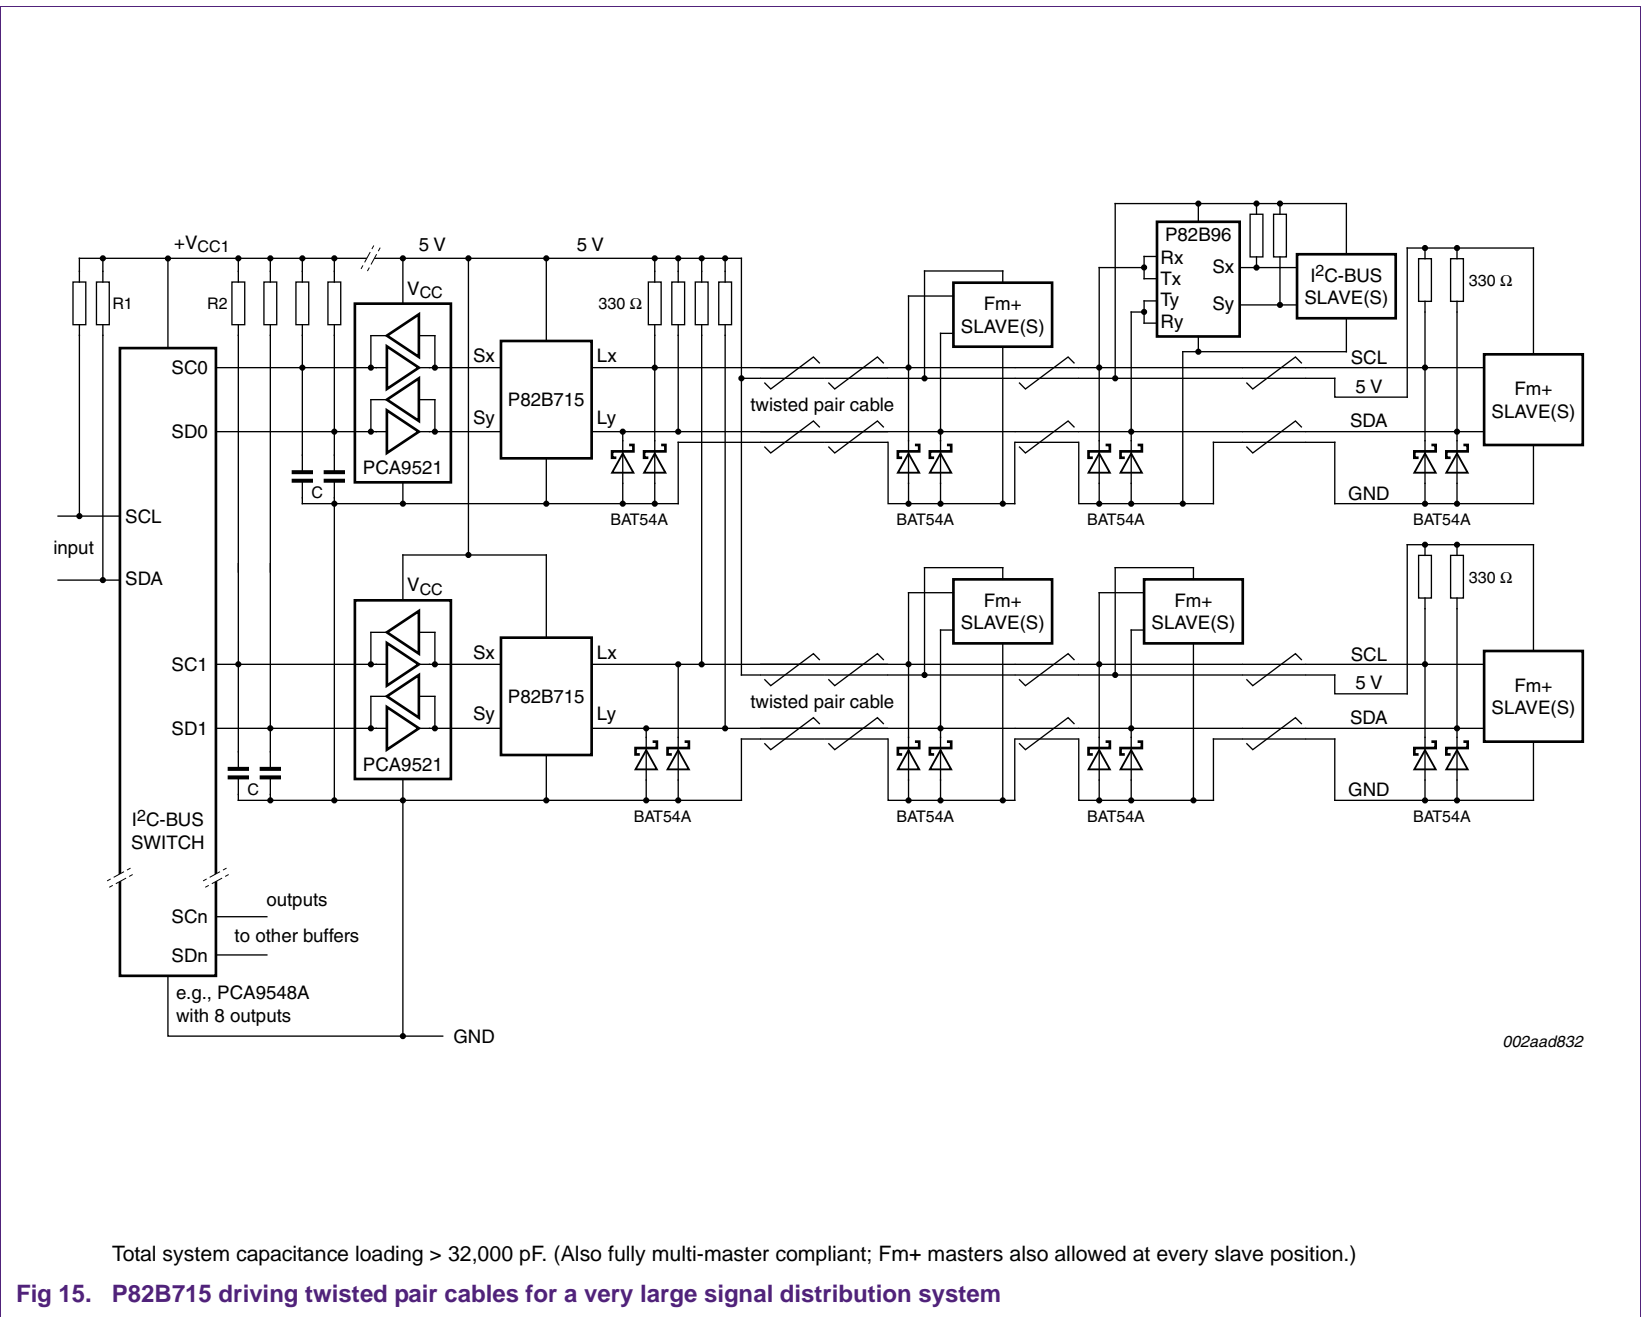 +VCC1
5 V
5 V
R1
R2
VCC
330 Ω
SC0
SD0
Sx
Sy
PCA9521
P82B715
Lx
Ly
C
BAT54A
twisted pair cable
Fm+
SLAVE(S)
BAT54A
P82B96
Rx
Tx
Ty
Ry
Sx
Sy
I2C-BUS
SLAVE(S)
BAT54A
330 Ω
SCL
5 V
SDA
GND
Fm+
SLAVE(S)
BAT54A
SCL
input
SDA
VCC
SC1
SD1
Sx
Sy
PCA9521
P82B715
Lx
Ly
C
BAT54A
twisted pair cable
Fm+
SLAVE(S)
BAT54A
Fm+
SLAVE(S)
BAT54A
330 Ω
SCL
5 V
SDA
GND
Fm+
SLAVE(S)
BAT54A
I2C-BUS
SWITCH
SCn
SDn
outputs
to other buffers
e.g., PCA9548A
with 8 outputs
GND
002aad832
Total system capacitance loading > 32,000 pF. (Also fully multi-master compliant; Fm+ masters also allowed at every slave position.)
Fig 15. P82B715 driving twisted pair cables for a very large signal distribution system